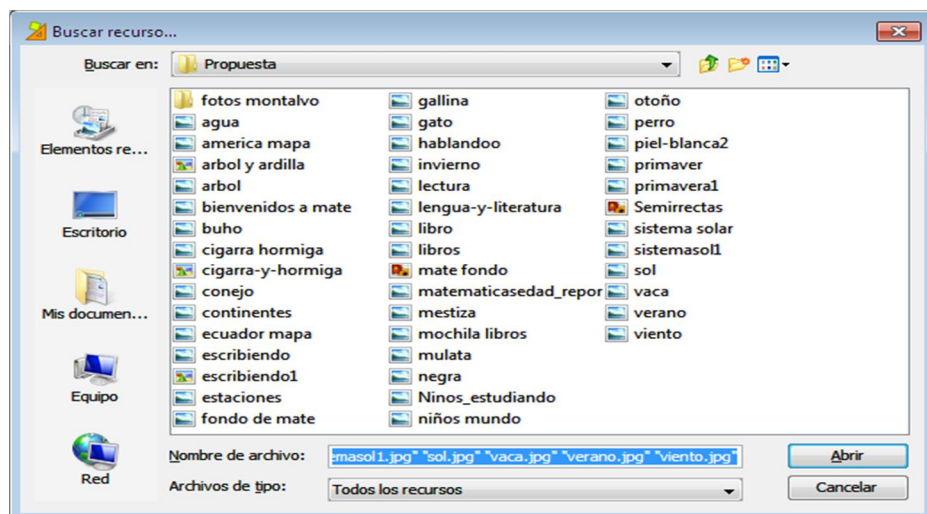 Buscar recurso...
Buscar en:
Propuesta
fotos montalvo
agua
america mapa
arbol y ardilla
arbol
bienvenidos a mate
buho
cigarra hormiga
cigarra-y-hormiga
conejo
continentes
ecuador mapa
escribiendo
escribiendo1
estaciones
fondo de mate
gallina
gato
hablandoo
invierno
lectura
lengua-y-literatura
libro
libros
mate fondo
matematicasedad_repor
mestiza
mochila libros
mulata
negra
Ninos_estudiando
niños mundo
otoño
perro
piel-blanca2
primaver
primavera1
Semirrectas
sistema solar
sistemasol1
sol
vaca
verano
viento
Elementos re...
Escritorio
Mis documen...
Equipo
Red
Nombre de archivo:
emasol1.jpg" "sol.jpg" "vaca.jpg" "verano.jpg" "viento.jpg"
Abrir
Archivos de tipo:
Todos los recursos
Cancelar